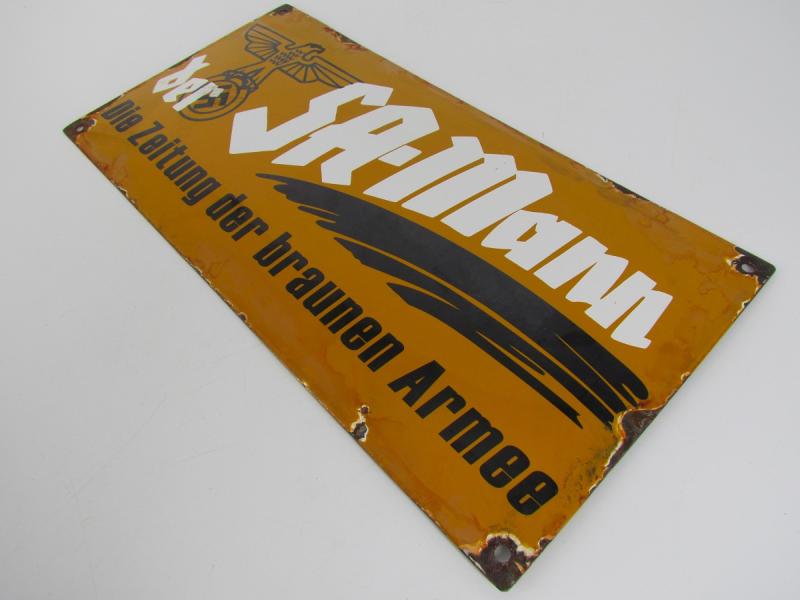 der
SA-Mann
Die Zeitung der braunen Armee